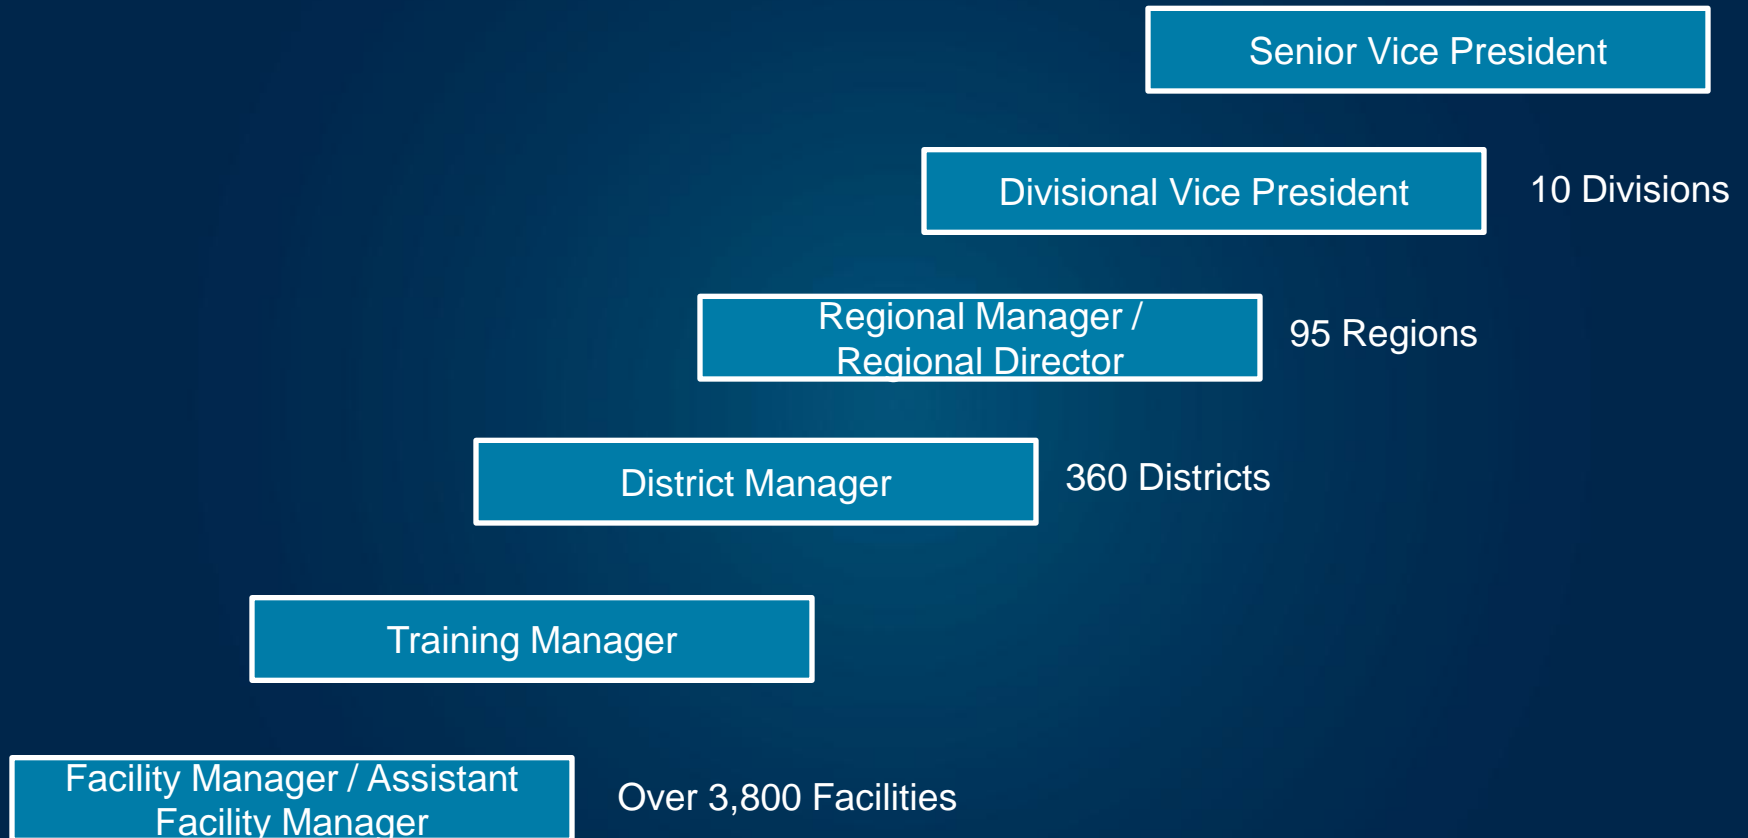 Senior Vice President
Divisional Vice President
10 Divisions
Regional Manager /
Regional Director
95 Regions
District Manager
360 Districts
Training Manager
Facility Manager / Assistant
Facility Manager
Over 3,800 Facilities